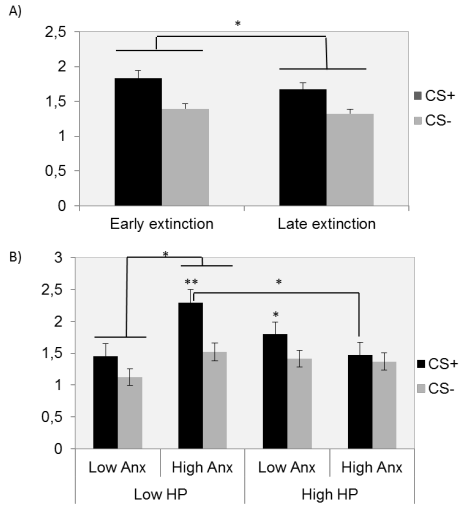 A)
*
2,5
2
1,5
1
0,5
0
CS+
CS-
Early extinction
Late extinction
B)
3
2,5
2
1,5
1
0,5
0
*
**
*
*
CS+
CS-
Low Anx
High Anx
Low Anx
High Anx
Low HP
High HP